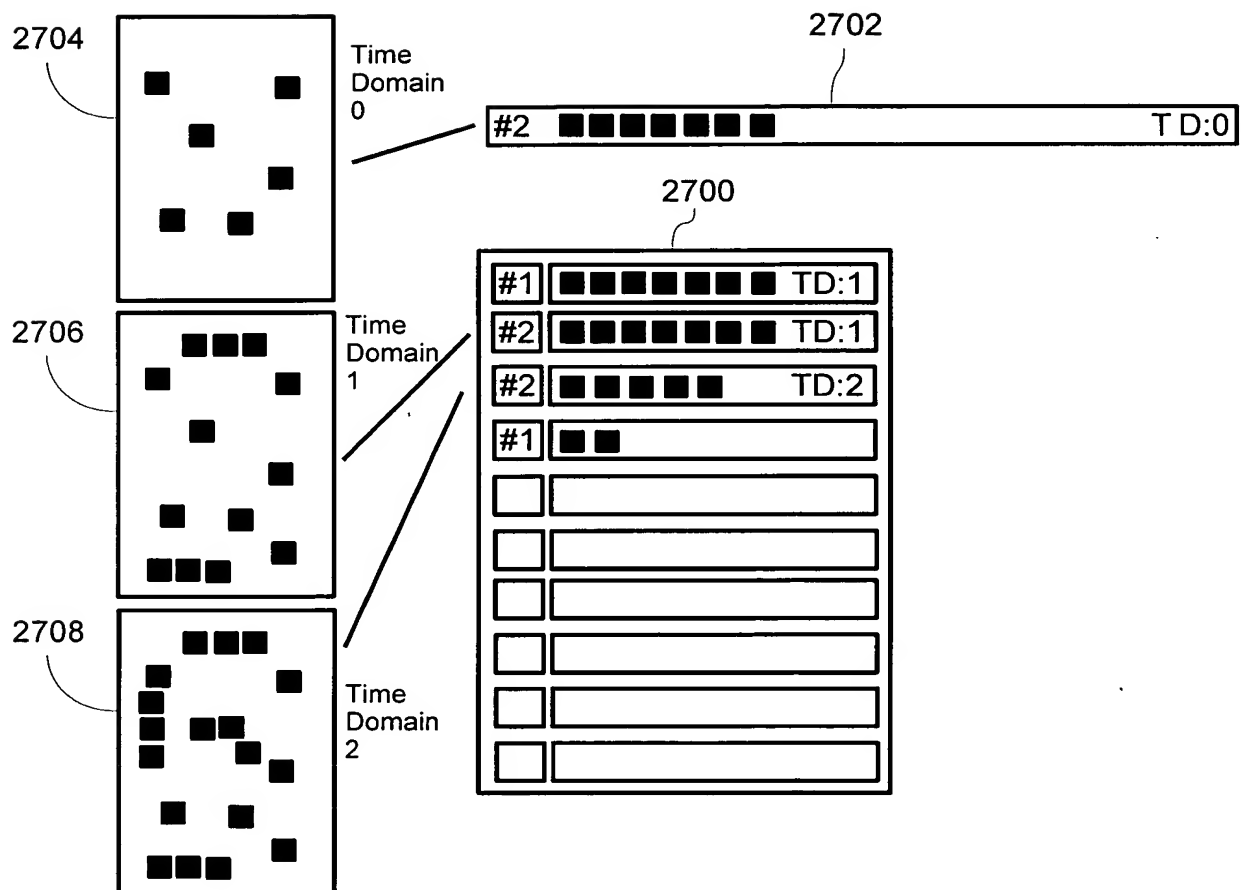 2704
Time
Domain
0
2702
#2 T D:0
2700
#1 TD:1
#2 TD:1
#2 TD:2
#1
2706
Time
Domain
1
2708
Time
Domain
2